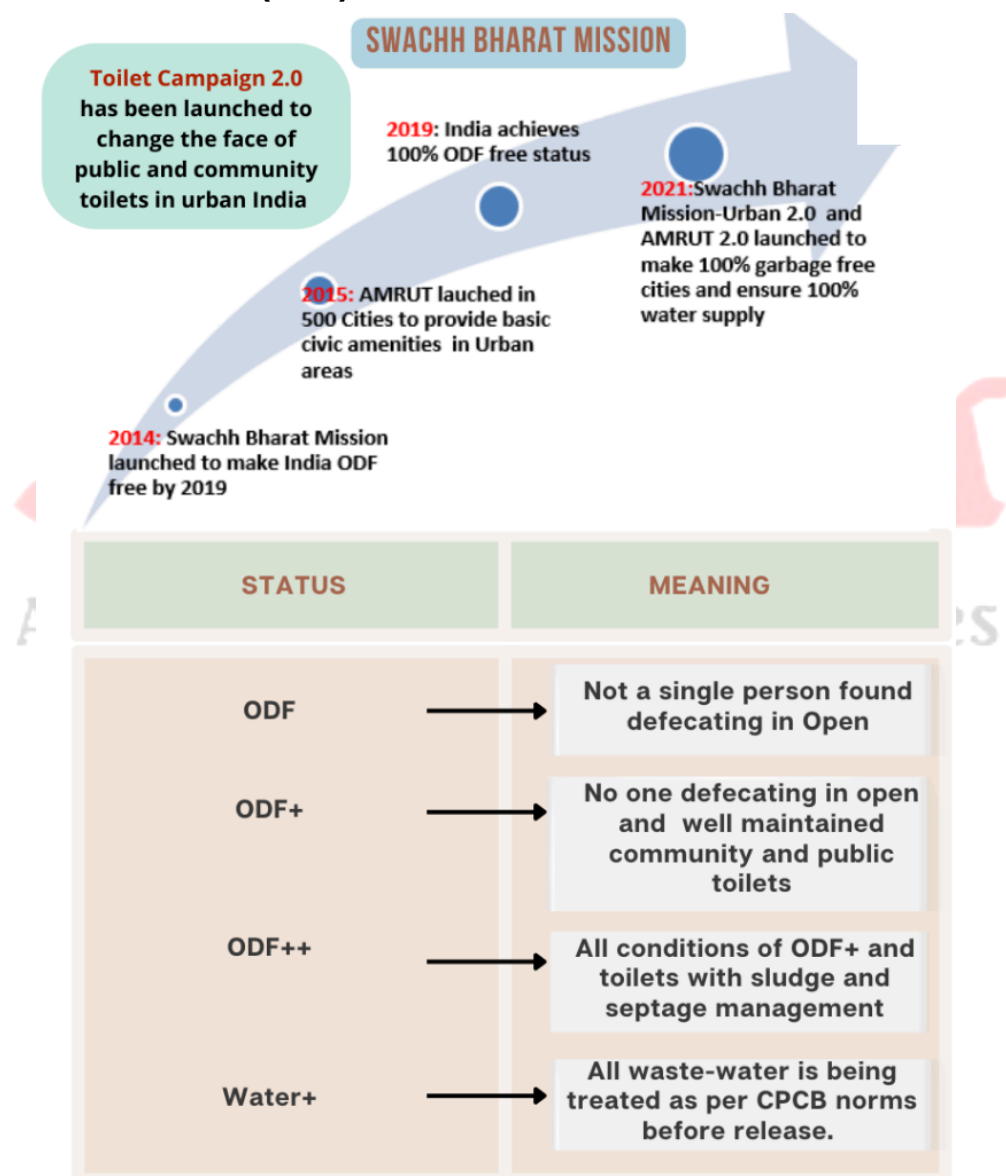 SWACHH BHARAT MISSION
Toilet Campaign 2.0
has been launched to
change the face of
public and community
toilets in urban India
2019: India achieves
100% ODF free status
2021:Swachh Bharat
Mission-Urban 2.0 and
AMRUT 2.0 launched to
make 100% garbage free
cities and ensure 100%
water supply
2015: AMRUT lauched in
500 Cities to provide basic
civic amenities in Urban
areas
2014: Swachh Bharat Mission
launched to make India ODF
free by 2019
STATUS
MEANING
ODF
Not a single person found
defecating in Open
ODF+
No one defecating in open
and well maintained
community and public
toilets
ODF++
All conditions of ODF+ and
toilets with sludge and
septage management
Water+
All waste-water is being
treated as per CPCB norms
before release.